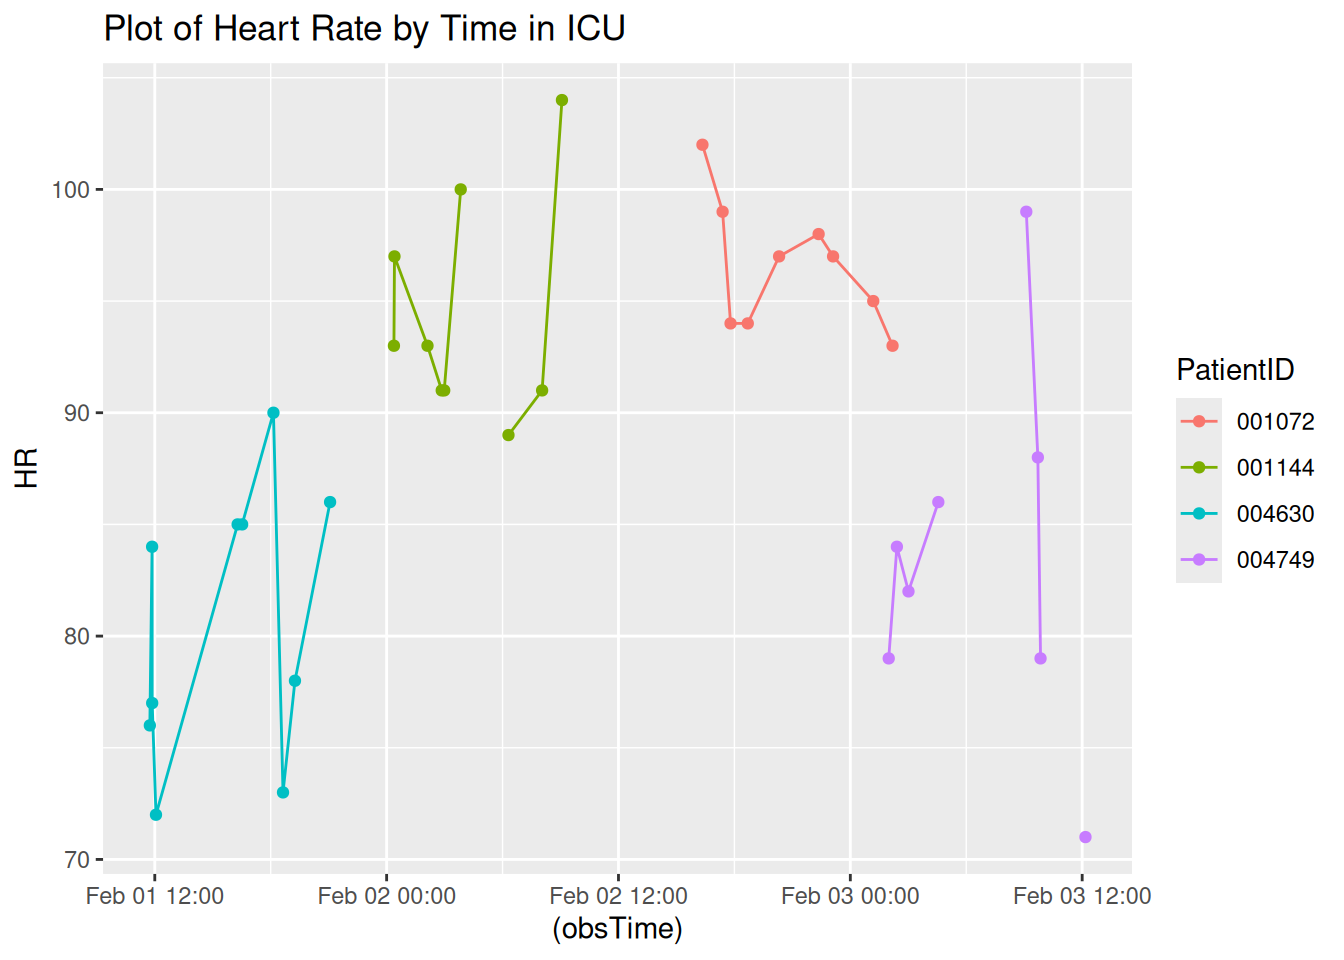 Plot of Heart Rate by Time in ICU
HR
100
90
80
70
Feb 01 12:00
Feb 02 00:00
Feb 02 12:00
Feb 03 00:00
Feb 03 12:00
(obsTime)
PatientID
001072
001144
004630
004749